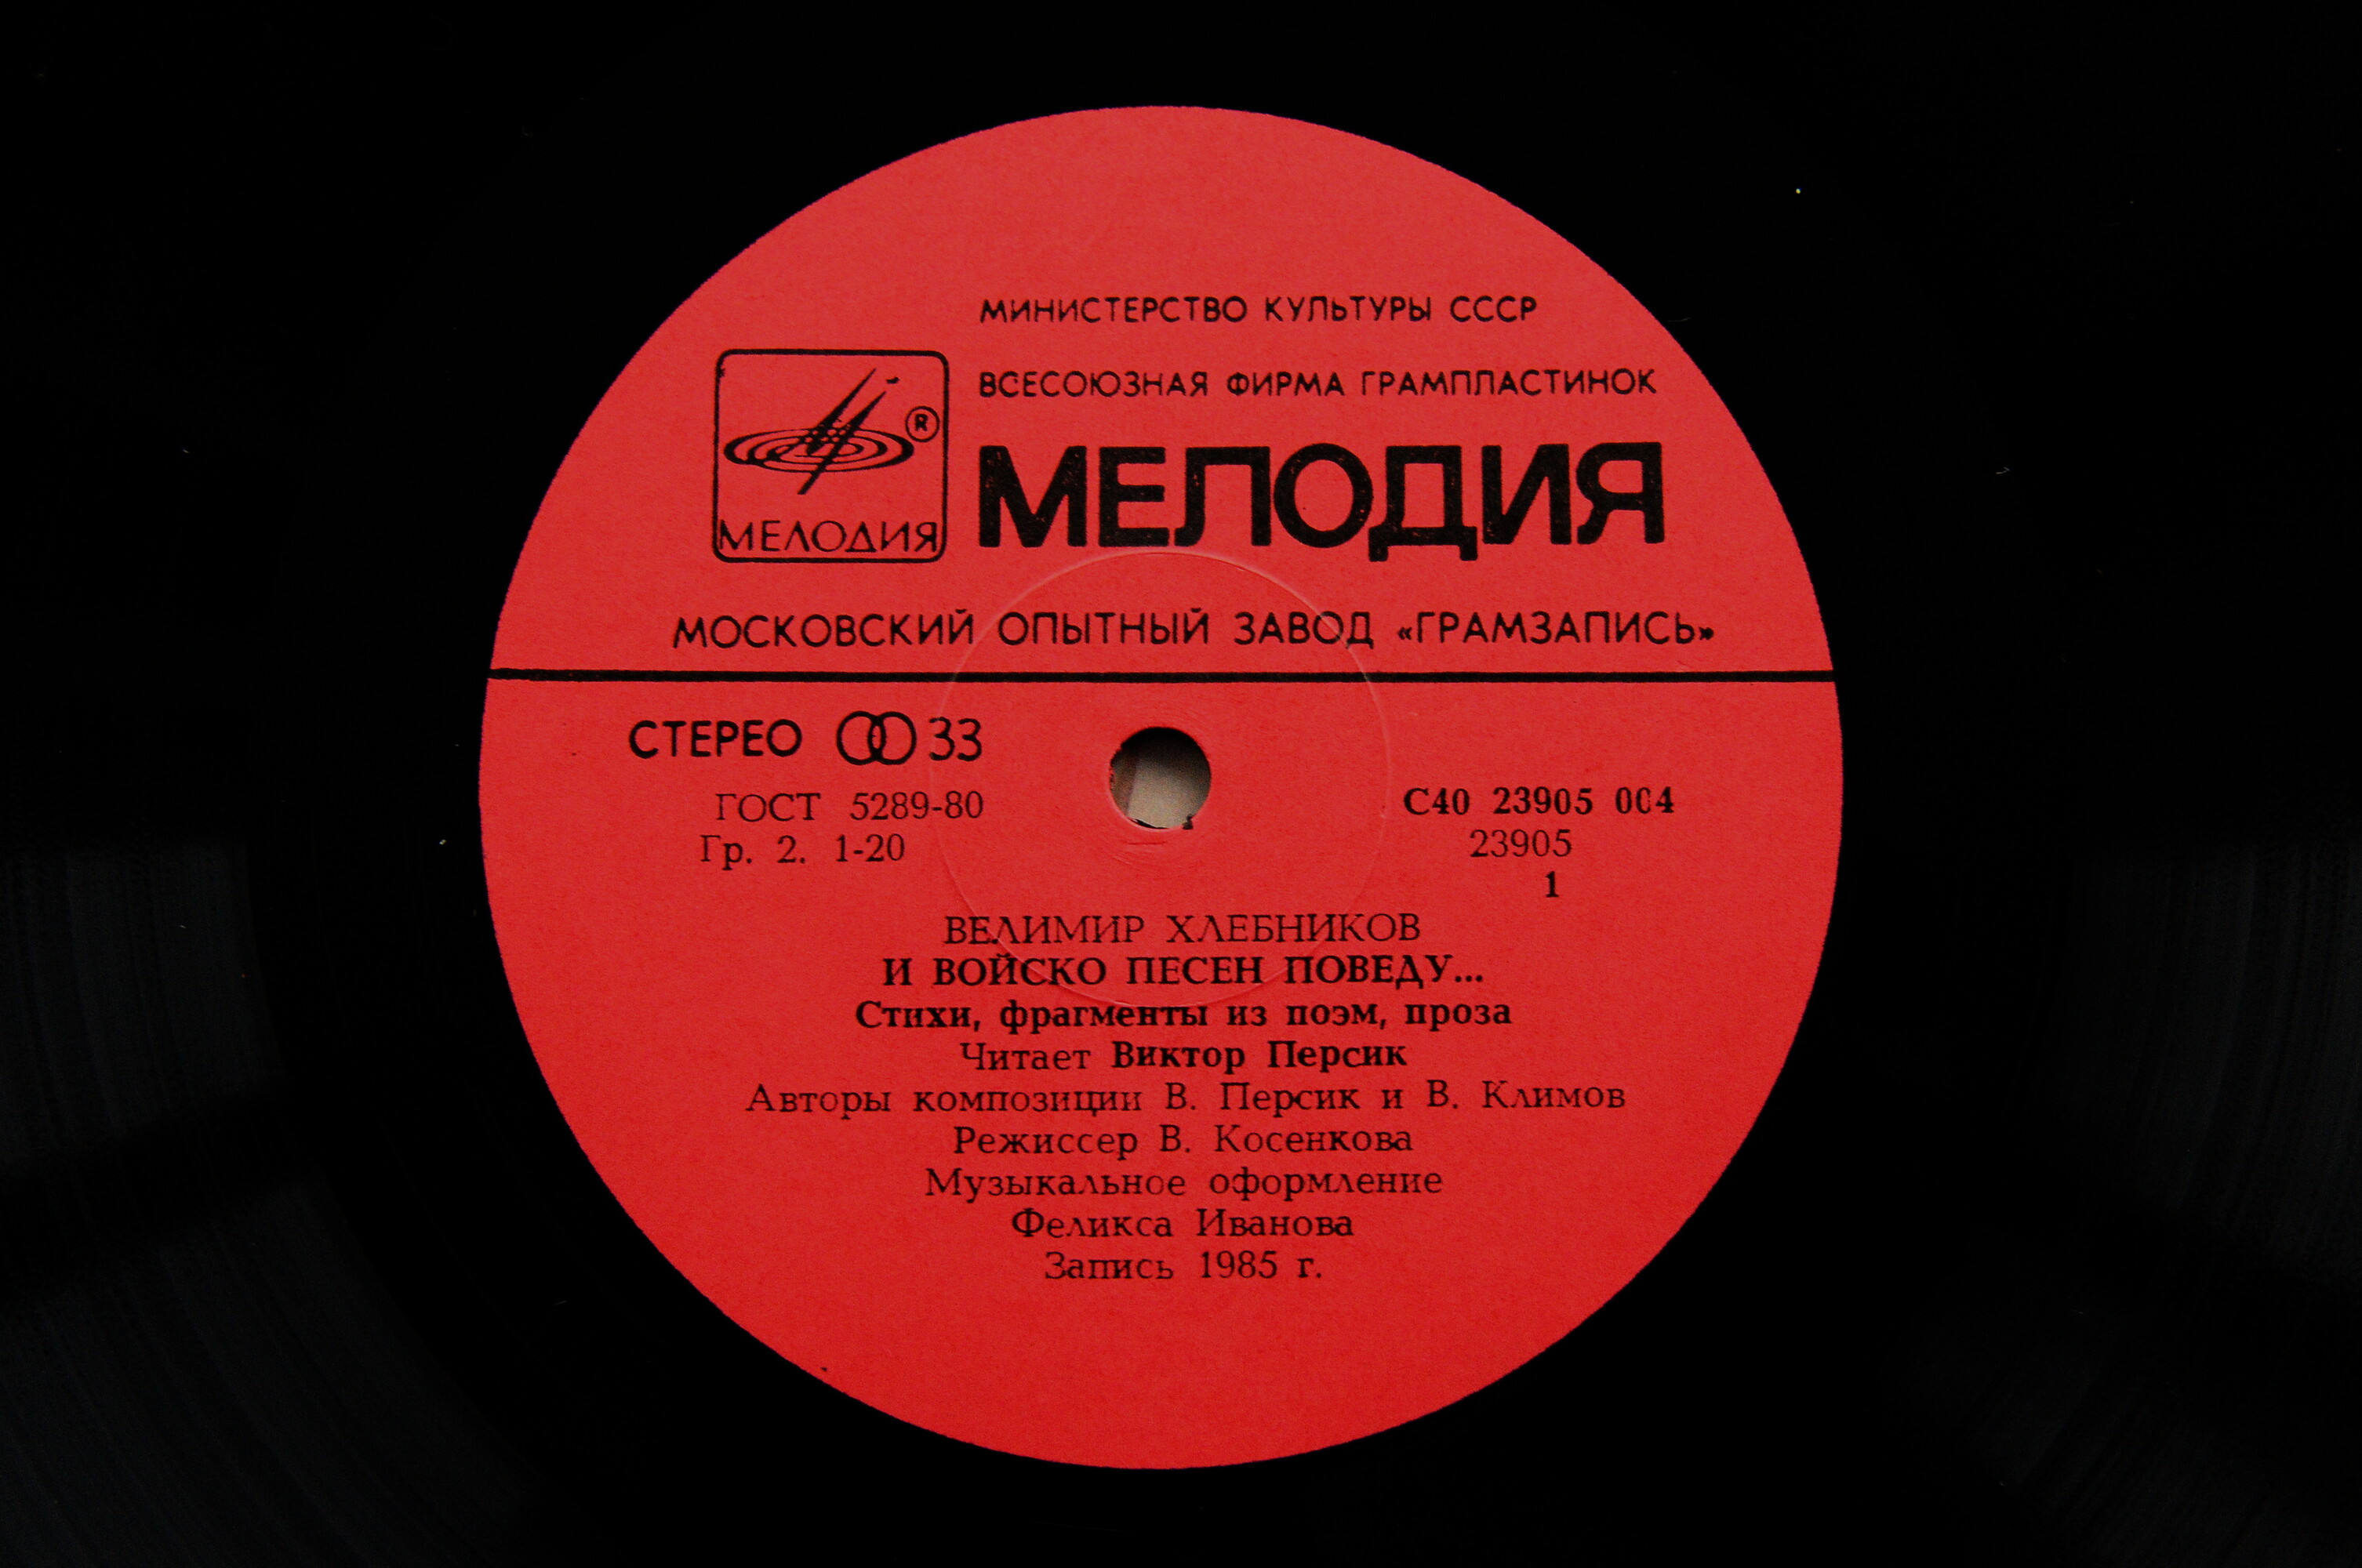 МИНИСТЕРСТВО КУЛЬТУРЫ СССР
ВСЕСОЮЗНАЯ ФИРМА ГРАМПЛАСТИНОК
МЕЛОДИЯ ®
МЕЛОДИЯ
МОСКОВСКИЙ ОПЫТНЫЙ ЗАВОД «ГРАМЗАПИСЬ»
СТЕРЕО 33
ГОСТ 5289-80
Гр. 2. 1-20
С40 23905 004
23905
1
ВЕЛИМИР ХЛЕБНИКОВ
И ВОЙСКО ПЕСЕН ПОВЕДУ...
Стихи, фрагменты из поэм, проза
Читает Виктор Персик
Авторы композиции В. Персик и В. Климов
Режиссер В. Косенкова
Музыкальное оформление
Феликса Иванова
Запись 1985 г.